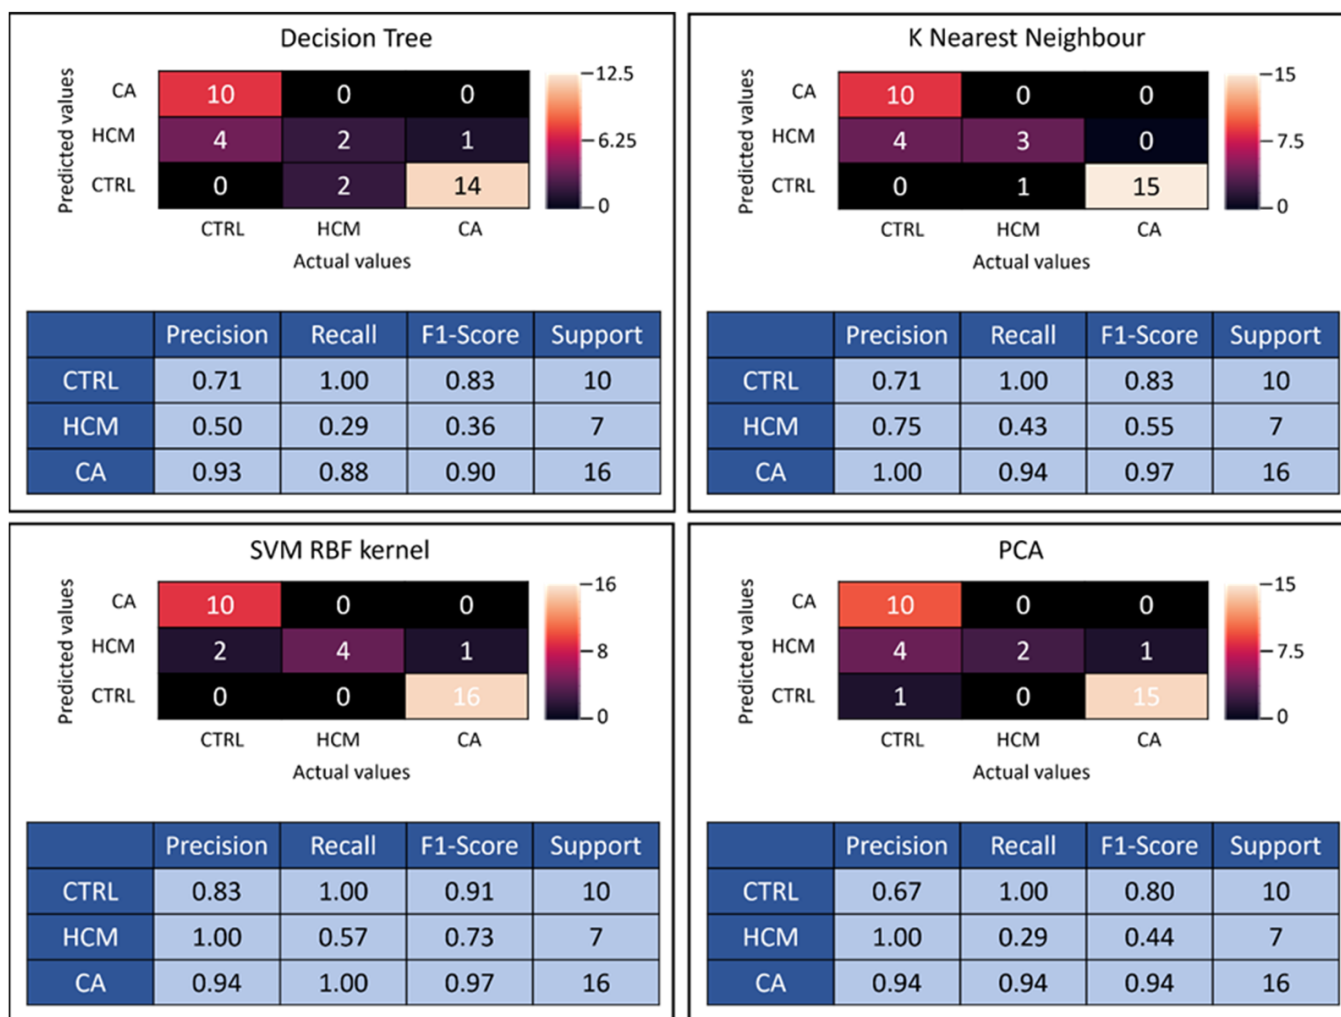 Decision Tree
Predicted values
CA 10 0 0
HCM 4 2 1
CTRL 0 2 14
CTRL HCM CA
Actual values
12.5
6.25
0
Precision Recall F1-Score Support
CTRL 0.71 1.00 0.83 10
HCM 0.50 0.29 0.36 7
CA 0.93 0.88 0.90 16
K Nearest Neighbour
Predicted values
CA 10 0 0
HCM 4 3 0
CTRL 0 1 15
CTRL HCM CA
Actual values
15
7.5
0
Precision Recall F1-Score Support
CTRL 0.71 1.00 0.83 10
HCM 0.75 0.43 0.55 7
CA 1.00 0.94 0.97 16
SVM RBF kernel
Predicted values
CA 10 0 0
HCM 2 4 1
CTRL 0 0 16
CTRL HCM CA
Actual values
16
8
0
Precision Recall F1-Score Support
CTRL 0.83 1.00 0.91 10
HCM 1.00 0.57 0.73 7
CA 0.94 1.00 0.97 16
PCA
Predicted values
CA 10 0 0
HCM 4 2 1
CTRL 1 0 15
CTRL HCM CA
Actual values
15
7.5
0
Precision Recall F1-Score Support
CTRL 0.67 1.00 0.80 10
HCM 1.00 0.29 0.44 7
CA 0.94 0.94 0.94 16